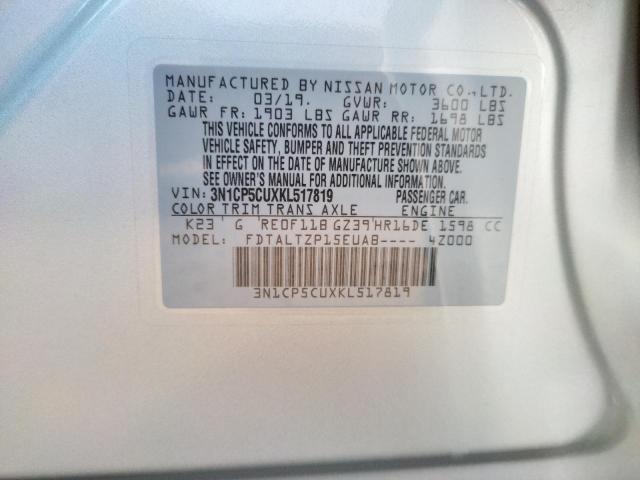 MANUFACTURED BY NISSAN MOTOR CO.,LTD.
DATE: 03/19. GVWR: 3600 LBS
GAWR FR: 1903 LBS GAWR RR: 1698 LBS
THIS VEHICLE CONFORMS TO ALL APPLICABLE FEDERAL MOTOR
VEHICLE SAFETY, BUMPER AND THEFT PREVENTION STANDARDS
IN EFFECT ON THE DATE OF MANUFACTURE SHOWN ABOVE.
SEE OWNER'S MANUAL FOR ADDITIONAL INFORMATION.
VIN: 3N1CP5CUXKL517819 PASSENGER CAR.
COLOR TRIM TRANS AXLE ENGINE
K23 G RE0F11B GZ39 HR16DE 1598 CC
MODEL: FDTALTZP15EUAB---- 4Z000
3N1CP5CUXKL517819